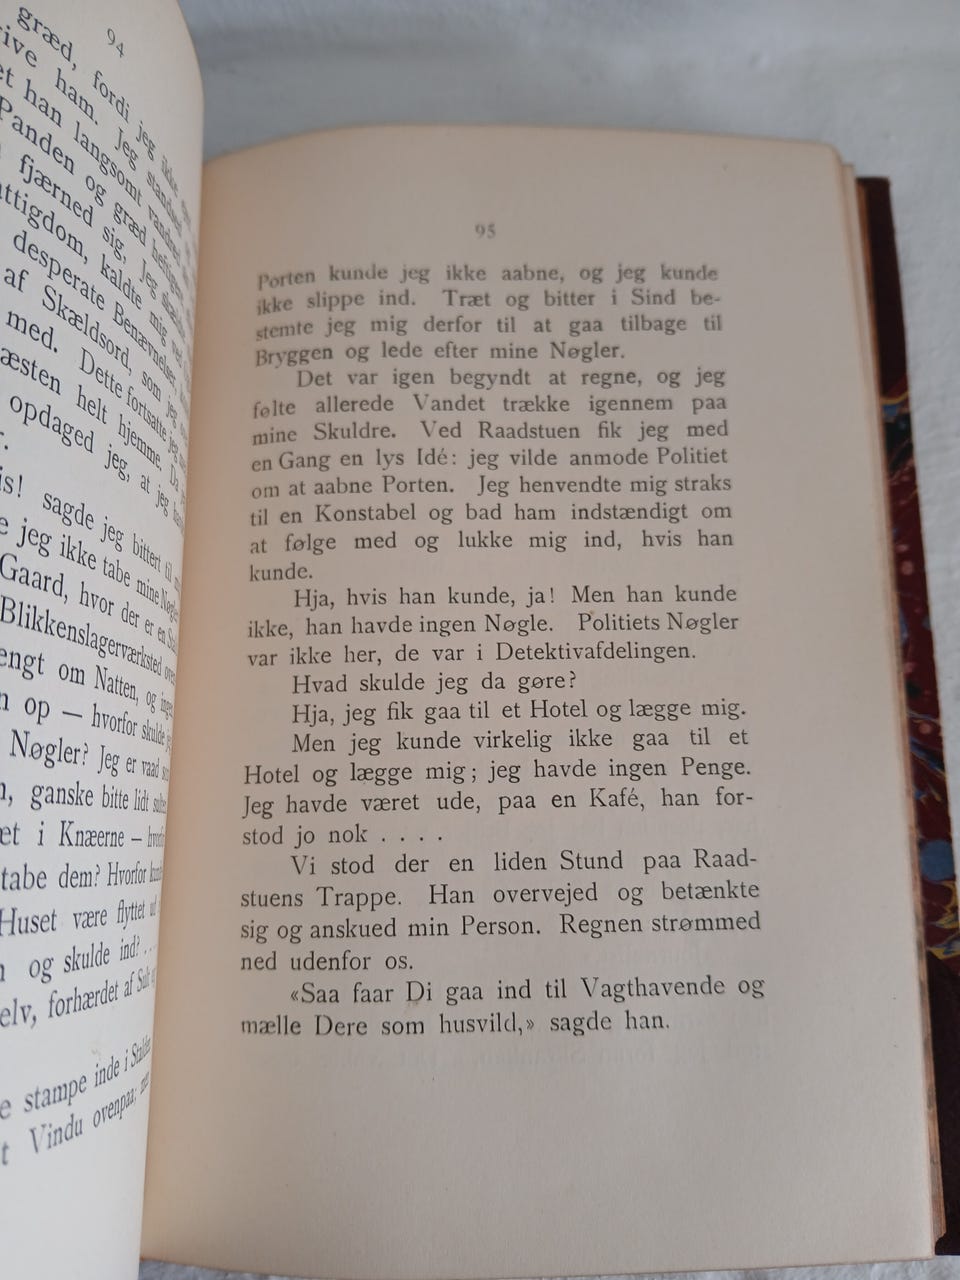 94
græd, fordi jeg ikke
ive ham. Jeg standsed
et han langsomt vandred
Panden og græd heftigere
fjærned sig, Jeg skældte
attigdom, kaldte mig ved
desperate Benævnelser,
af Skældsord, som jeg
med. Dette fortsatte jeg
æsten helt hjemme. Da
opdaged jeg, at jeg
r.
is! sagde jeg bittert til
e jeg ikke tabe mine Nøgler
Gaard, hvor der er en
Blikkenslagerværksted
engt om Natten, og
n op — hvorfor skulde
Nøgler? Jeg er vaad
n, ganske bitte lidt
et i Knæerne —
tabe dem? Hvorfor
Huset være flyttet ud
og skulde ind? . .
elv, forhærdet af Sult
e stampe inde i Stalden
t Vindu ovenpaa;
95
Porten kunde jeg ikke aabne, og jeg kunde
ikke slippe ind. Træt og bitter i Sind be-
stemte jeg mig derfor til at gaa tilbage til
Bryggen og lede efter mine Nøgler.
Det var igen begyndt at regne, og jeg
følte allerede Vandet trække igennem paa
mine Skuldre. Ved Raadstuen fik jeg med
en Gang en lys Idé: jeg vilde anmode Politiet
om at aabne Porten. Jeg henvendte mig straks
til en Konstabel og bad ham indstændigt om
at følge med og lukke mig ind, hvis han
kunde.
Hja, hvis han kunde, ja! Men han kunde
ikke, han havde ingen Nøgle. Politiets Nøgler
var ikke her, de var i Detektivafdelingen.
Hvad skulde jeg da gøre?
Hja, jeg fik gaa til et Hotel og lægge mig.
Men jeg kunde virkelig ikke gaa til et
Hotel og lægge mig; jeg havde ingen Penge.
Jeg havde været ude, paa en Kafé, han for-
stod jo nok . . . .
Vi stod der en liden Stund paa Raad-
stuens Trappe. Han overvejed og betænkte
sig og anskued min Person. Regnen strømmed
ned udenfor os.
«Saa faar Di gaa ind til Vagthavende og
mælle Dere som husvild,» sagde han.